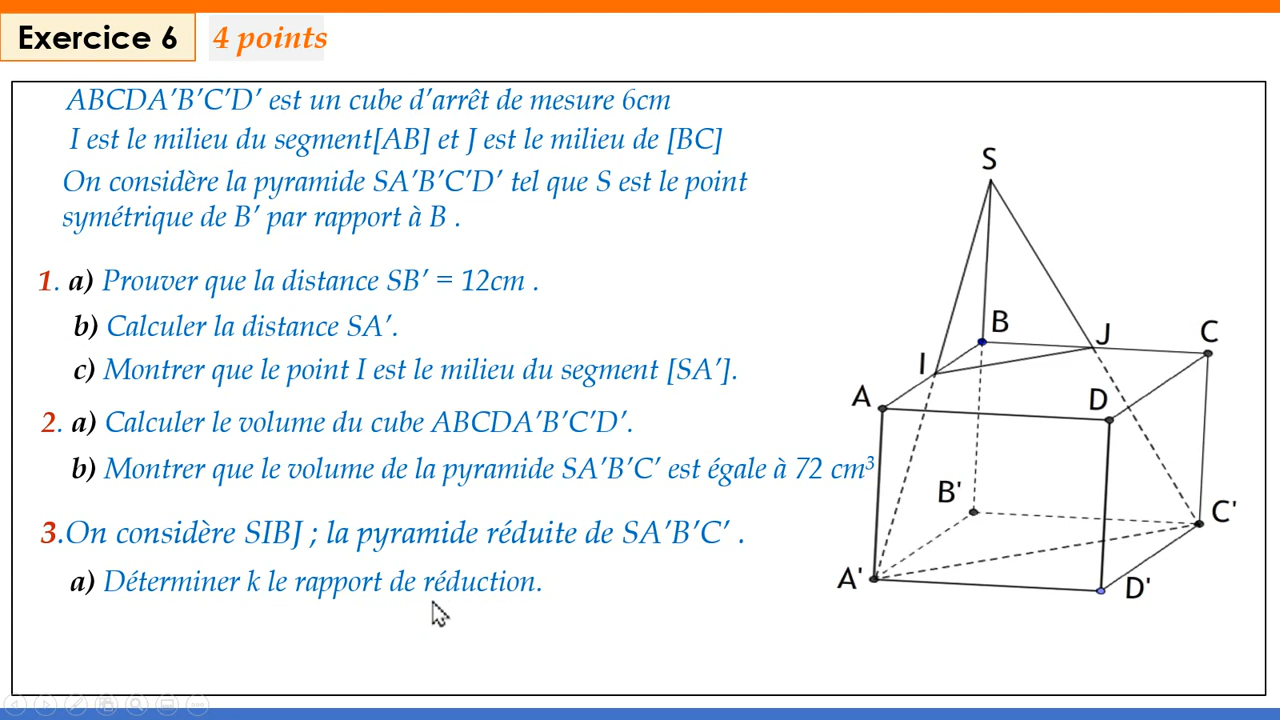 Exercice 6 4 points
ABCDA’B’C’D’ est un cube d’arrêt de mesure 6cm
I est le milieu du segment[AB] et J est le milieu de [BC]
On considère la pyramide SA’B’C’D’ tel que S est le point
symétrique de B’ par rapport à B .
1. a) Prouver que la distance SB’ = 12cm .
b) Calculer la distance SA’.
c) Montrer que le point I est le milieu du segment [SA’].
2. a) Calculer le volume du cube ABCDA’B’C’D’.
b) Montrer que le volume de la pyramide SA’B’C’ est égale à 72 cm³
3.On considère SIBJ ; la pyramide réduite de SA’B’C’ .
a) Déterminer k le rapport de réduction.
S
B
J
C
I
A
D
B'
C'
A'
D'